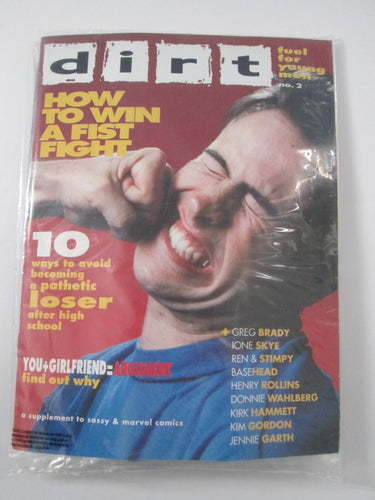 dirt
fuel
for
young
men
no. 2
HOW
TO WIN
A FIST
FIGHT
10
ways to avoid
becoming
a pathetic
loser
after high
school
YOU+GIRLFRIEND=ARGUMENT
find out why
+ GREG BRADY
IONE SKYE
REN & STIMPY
BASEHEAD
HENRY ROLLINS
DONNIE WAHLBERG
KIRK HAMMETT
KIM GORDON
JENNIE GARTH
a supplement to sassy & marvel comics